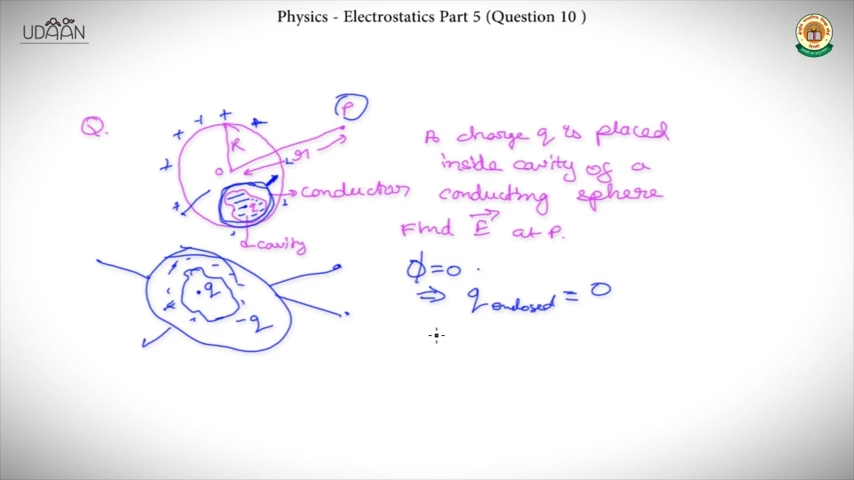 UDAAN
Physics - Electrostatics Part 5 (Question 10 )
Q.
P
R
r
O
q
conductor
cavity
A charge q is placed
inside cavity of a
conducting sphere
Find E⃗ at P.
q
-q
ϕ=0.
⇒ q enclosed = 0